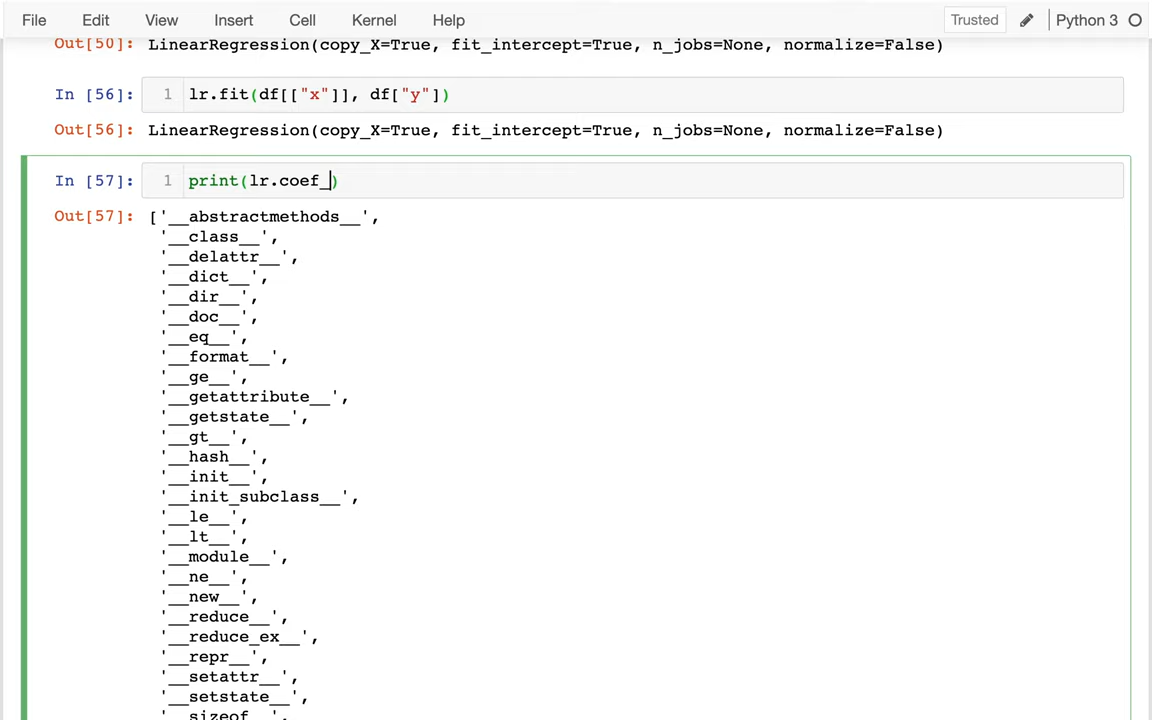 File Edit View Insert Cell Kernel Help Trusted Python 3
Out[50]: LinearRegression(copy_X=True, fit_intercept=True, n_jobs=None, normalize=False)
In [56]: 1 lr.fit(df[["x"]], df["y"])
Out[56]: LinearRegression(copy_X=True, fit_intercept=True, n_jobs=None, normalize=False)
In [57]: 1 print(lr.coef_)
Out[57]: ['__abstractmethods__',
'__class__',
'__delattr__',
'__dict__',
'__dir__',
'__doc__',
'__eq__',
'__format__',
'__ge__',
'__getattribute__',
'__getstate__',
'__gt__',
'__hash__',
'__init__',
'__init_subclass__',
'__le__',
'__lt__',
'__module__',
'__ne__',
'__new__',
'__reduce__',
'__reduce_ex__',
'__repr__',
'__setattr__',
'__setstate__',
'__sizeof__',